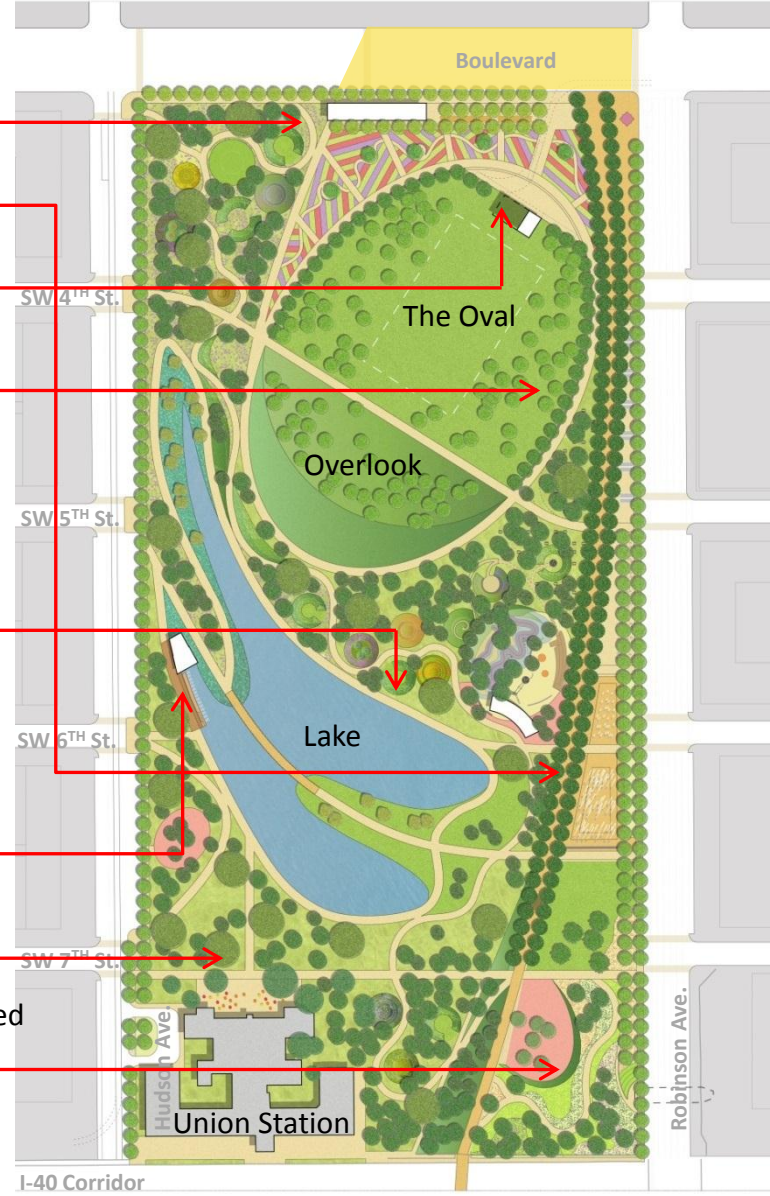 Boulevard
SW 4TH St.
The Oval
Overlook
SW 5TH St.
Lake
SW 6TH St.
SW 7TH St.
ed
Hudson Ave.
Robinson Ave.
Union Station
I-40 Corridor